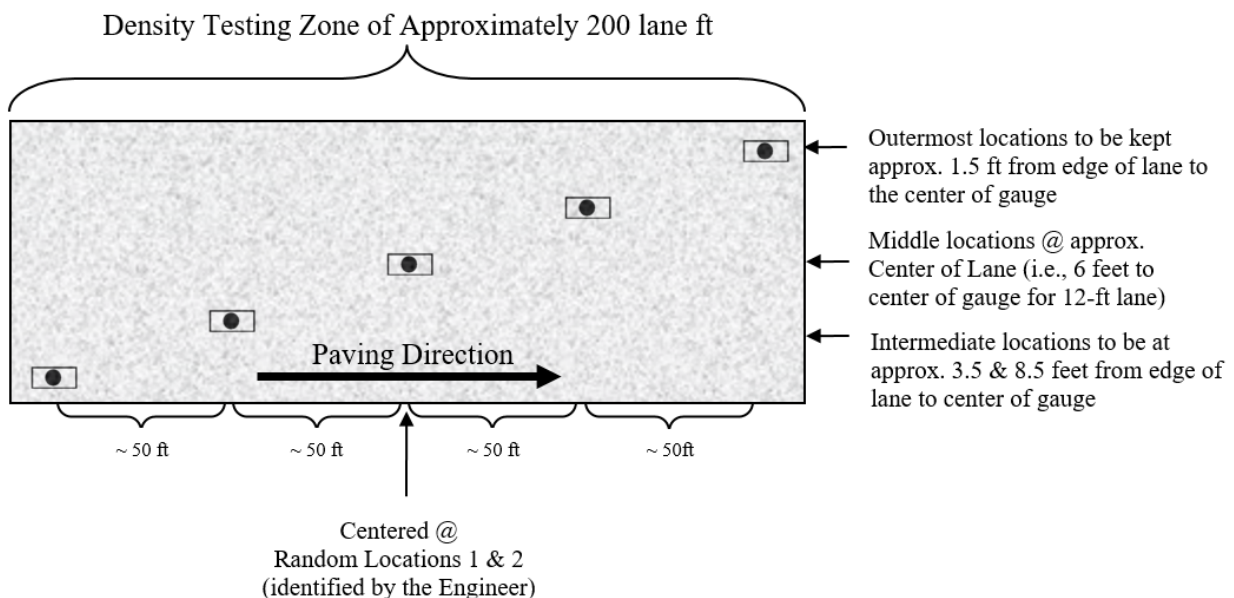 Density Testing Zone of Approximately 200 lane ft
Outermost locations to be kept
approx. 1.5 ft from edge of lane to
the center of gauge
Middle locations @ approx.
Center of Lane (i.e., 6 feet to
center of gauge for 12-ft lane)
Intermediate locations to be at
approx. 3.5 & 8.5 feet from edge of
lane to center of gauge
Paving Direction
~ 50 ft
~ 50 ft
~ 50 ft
~ 50ft
Centered @
Random Locations 1 & 2
(identified by the Engineer)